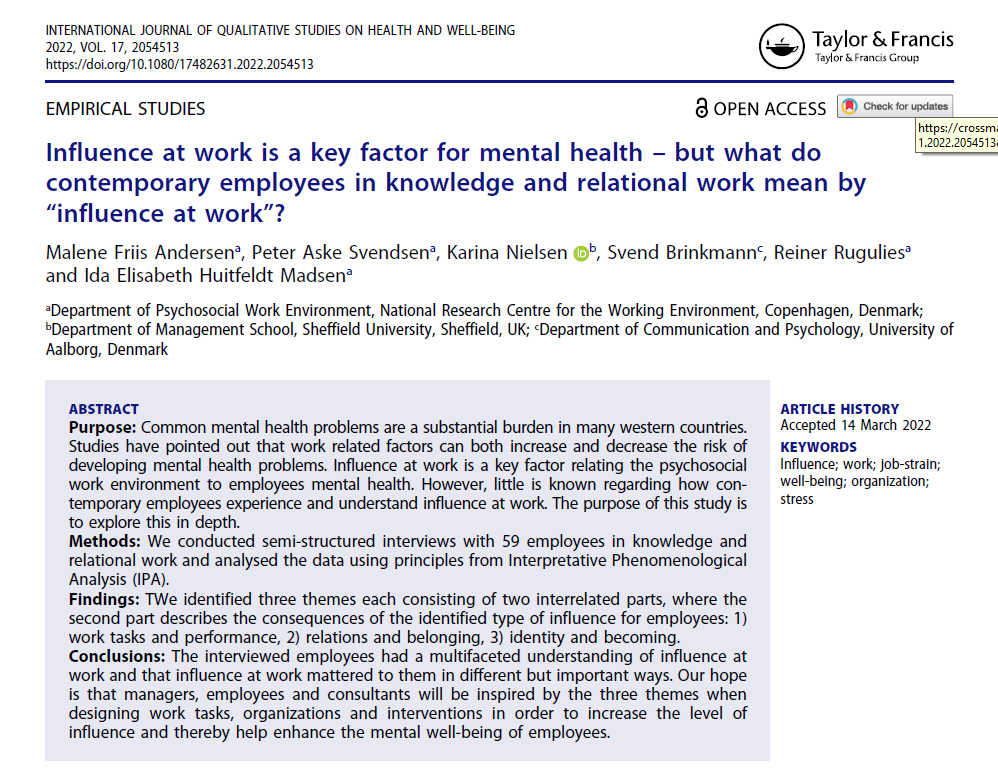 INTERNATIONAL JOURNAL OF QUALITATIVE STUDIES ON HEALTH AND WELL-BEING
2022, VOL. 17, 2054513
https://doi.org/10.1080/17482631.2022.2054513
Taylor & Francis
Taylor & Francis Group
EMPIRICAL STUDIES
OPEN ACCESS
Check for updates
https://crossma
1.2022.2054513
Influence at work is a key factor for mental health – but what do
contemporary employees in knowledge and relational work mean by
“influence at work”?
Malene Friis Andersenᵃ, Peter Aske Svendsenᵃ, Karina Nielsen iD ᵇ, Svend Brinkmannᶜ, Reiner Ruguliesᵃ
and Ida Elisabeth Huitfeldt Madsenᵃ
ᵃDepartment of Psychosocial Work Environment, National Research Centre for the Working Environment, Copenhagen, Denmark;
ᵇDepartment of Management School, Sheffield University, Sheffield, UK; ᶜDepartment of Communication and Psychology, University of
Aalborg, Denmark
ABSTRACT
Purpose: Common mental health problems are a substantial burden in many western countries.
Studies have pointed out that work related factors can both increase and decrease the risk of
developing mental health problems. Influence at work is a key factor relating the psychosocial
work environment to employees mental health. However, little is known regarding how con-
temporary employees experience and understand influence at work. The purpose of this study is
to explore this in depth.
Methods: We conducted semi-structured interviews with 59 employees in knowledge and
relational work and analysed the data using principles from Interpretative Phenomenological
Analysis (IPA).
Findings: TWe identified three themes each consisting of two interrelated parts, where the
second part describes the consequences of the identified type of influence for employees: 1)
work tasks and performance, 2) relations and belonging, 3) identity and becoming.
Conclusions: The interviewed employees had a multifaceted understanding of influence at
work and that influence at work mattered to them in different but important ways. Our hope
is that managers, employees and consultants will be inspired by the three themes when
designing work tasks, organizations and interventions in order to increase the level of
influence and thereby help enhance the mental well-being of employees.
ARTICLE HISTORY
Accepted 14 March 2022
KEYWORDS
Influence; work; job-strain;
well-being; organization;
stress